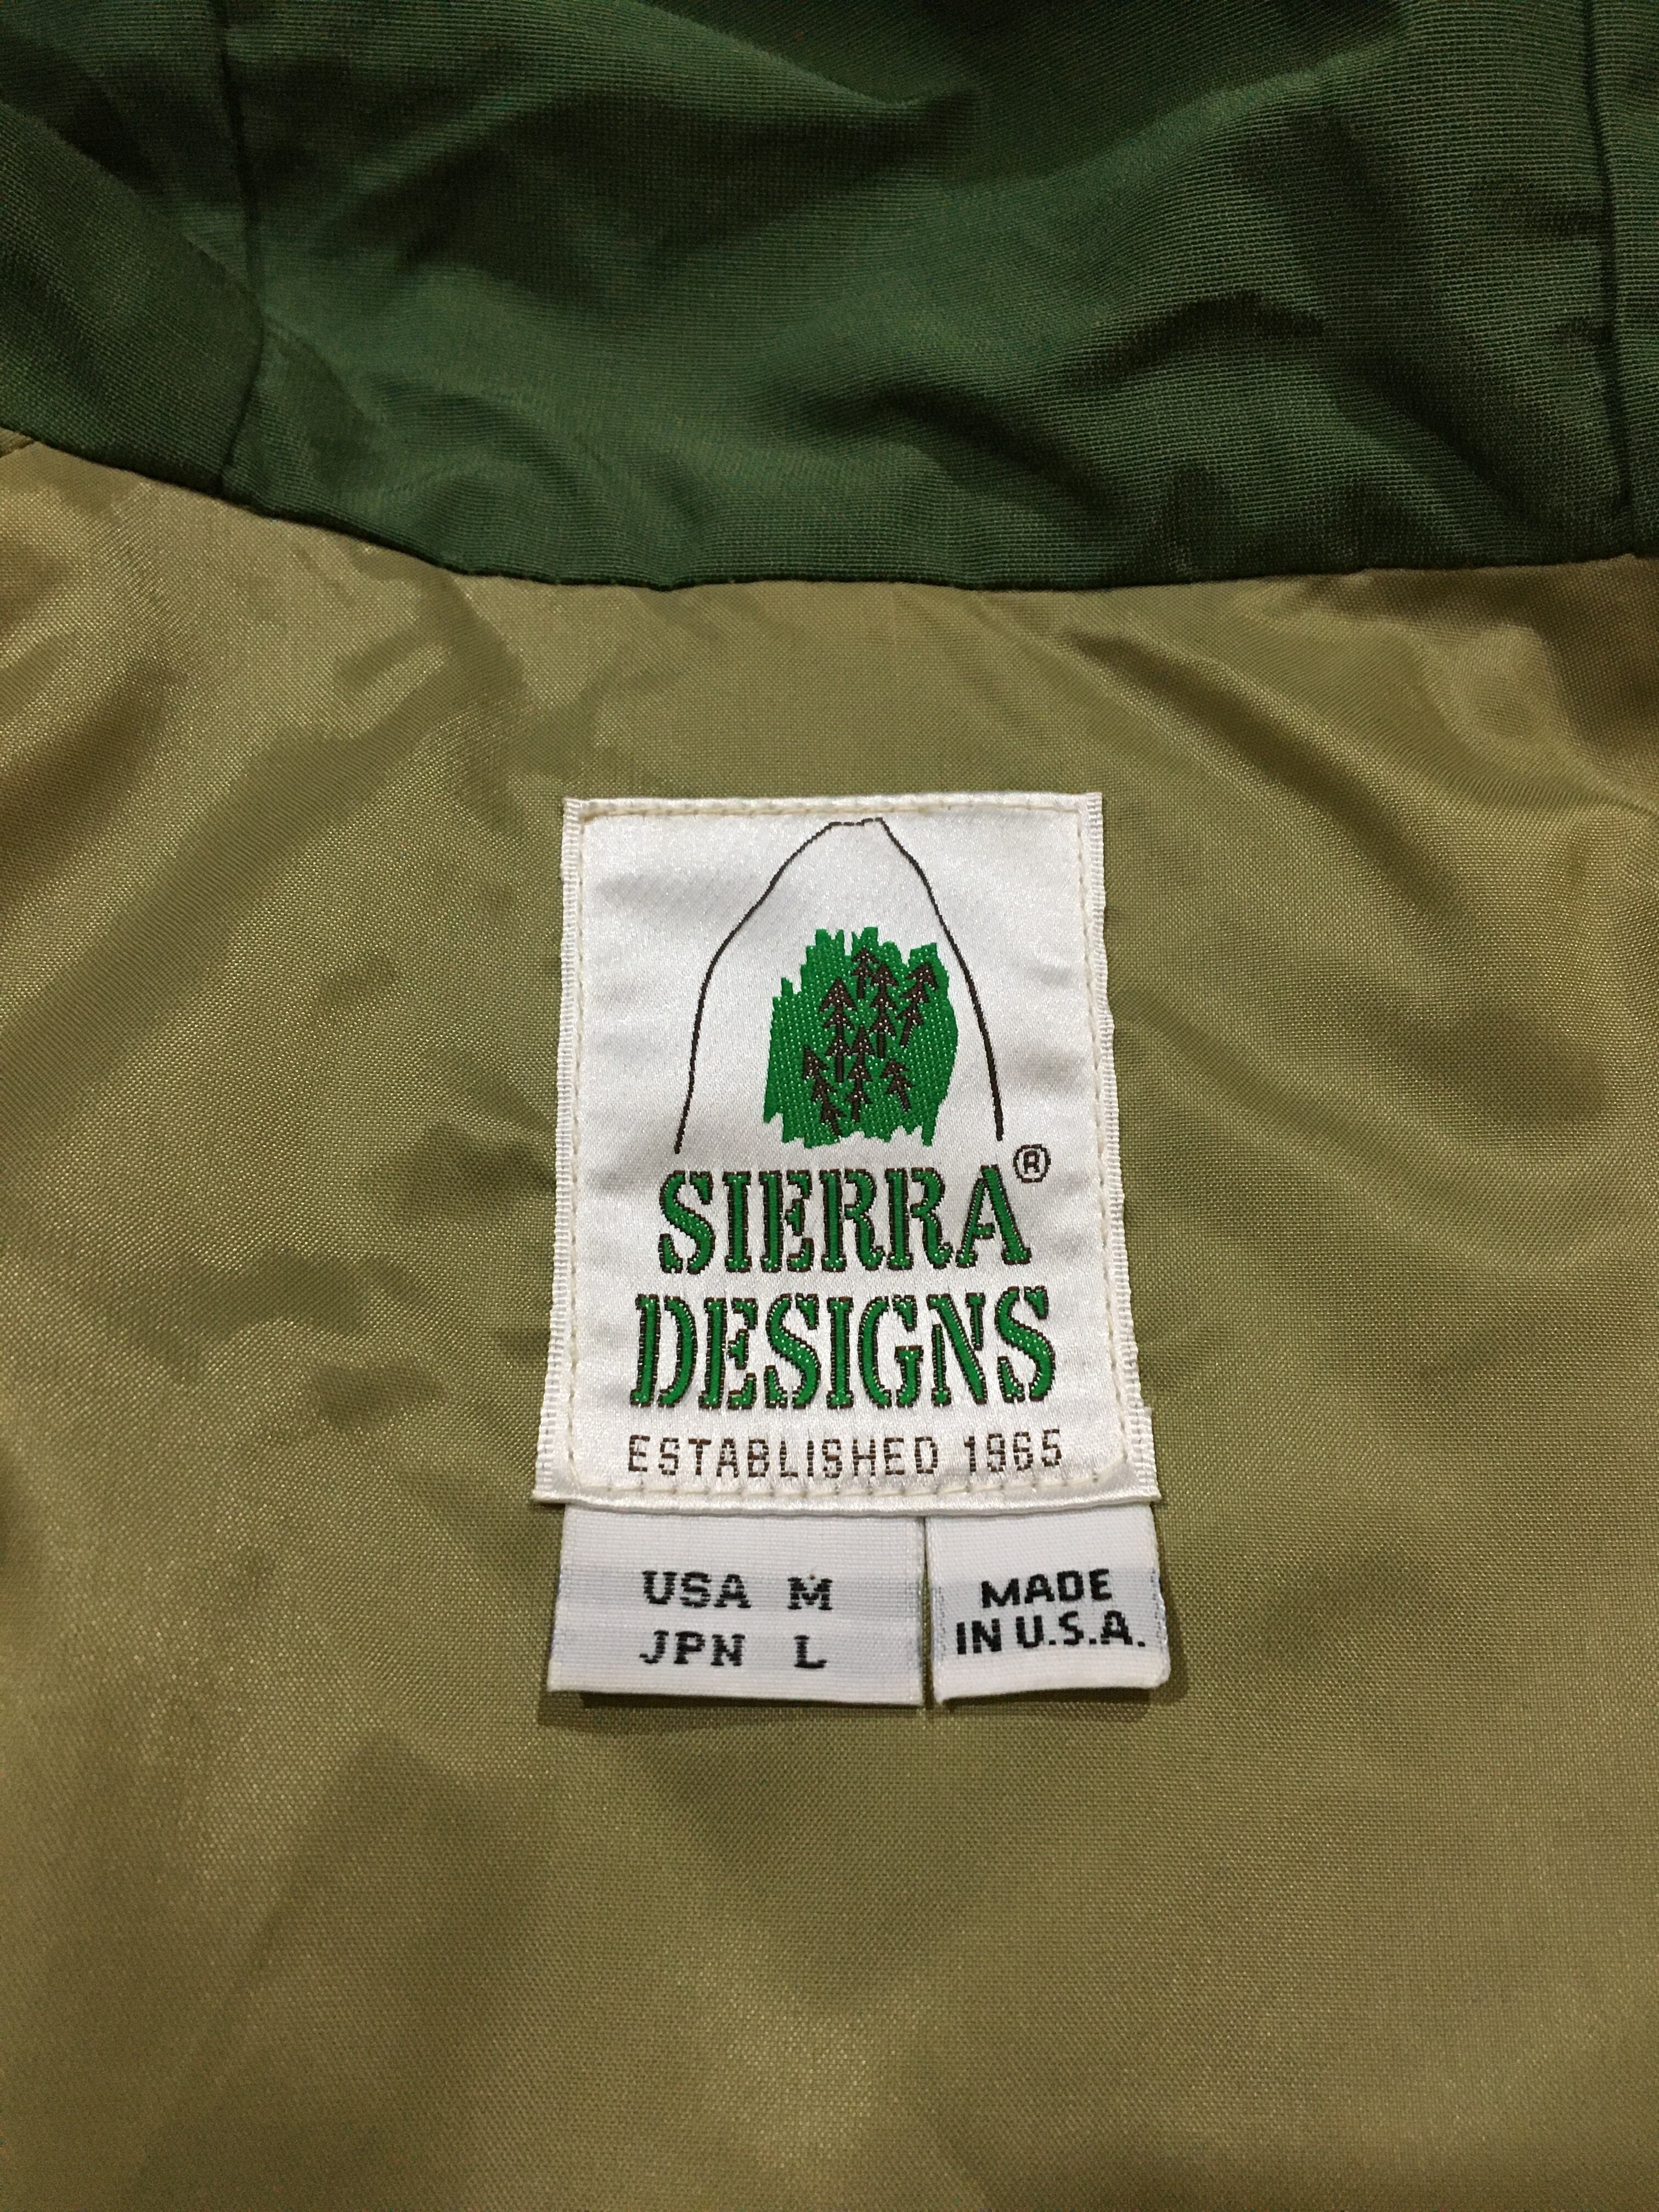 SIERRA®
DESIGNS
ESTABLISHED 1965
USA M
JPN L
MADE
IN U.S.A.